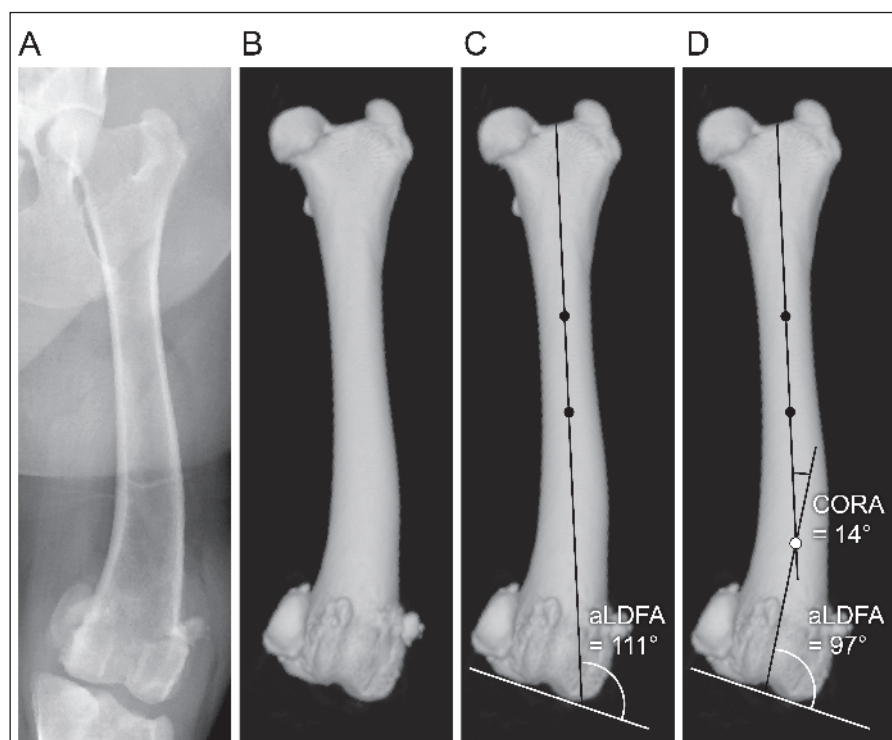 A
B
C
D
CORA
= 14°
aLDFA
= 111°
aLDFA
= 97°